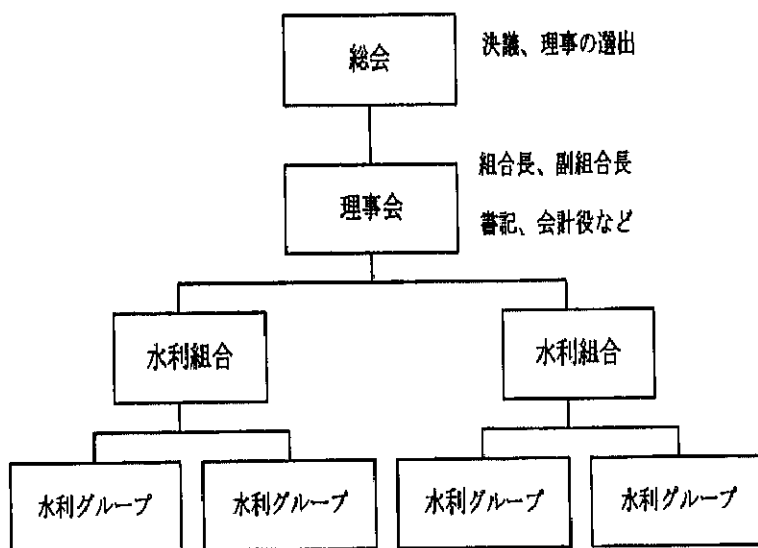 総会
決議、理事の選出
理事会
組合長、副組合長
書記、会計役など
水利組合
水利組合
水利グループ
水利グループ
水利グループ
水利グループ